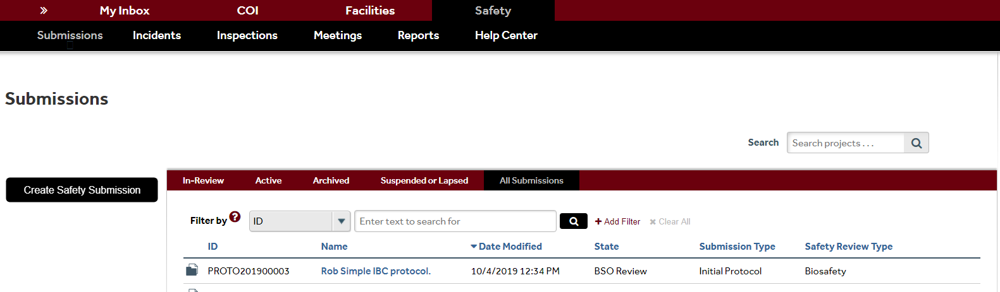 » My Inbox COI Facilities Safety
Submissions Incidents Inspections Meetings Reports Help Center
Submissions
Search Search projects . . .
Create Safety Submission
In-Review Active Archived Suspended or Lapsed All Submissions
Filter by ? ID Enter text to search for + Add Filter × Clear All
ID Name Date Modified State Submission Type Safety Review Type
PROTO201900003 Rob Simple IBC protocol. 10/4/2019 12:34 PM BSO Review Initial Protocol Biosafety